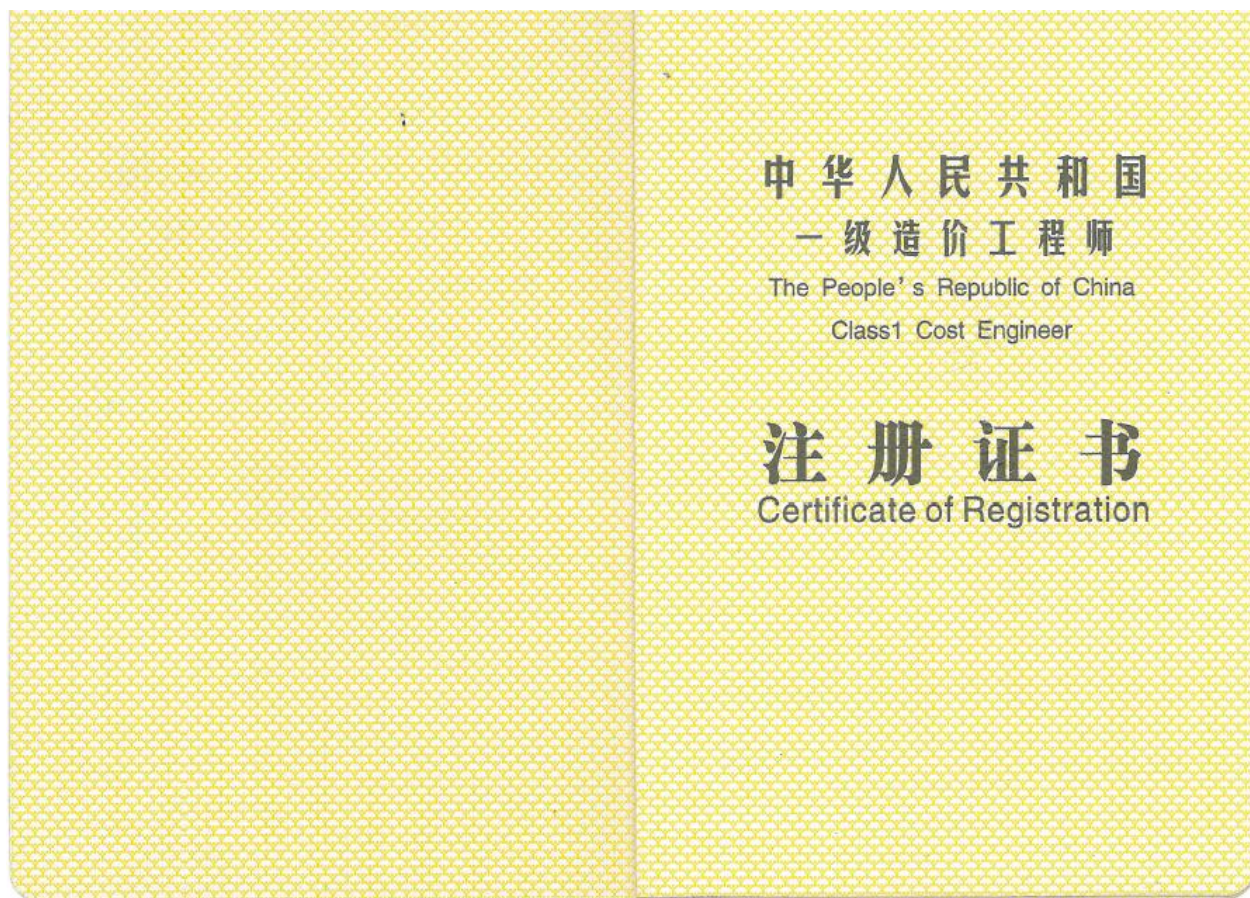 中华人民共和国
一级造价工程师
The People's Republic of China
Class1 Cost Engineer
注册证书
Certificate of Registration